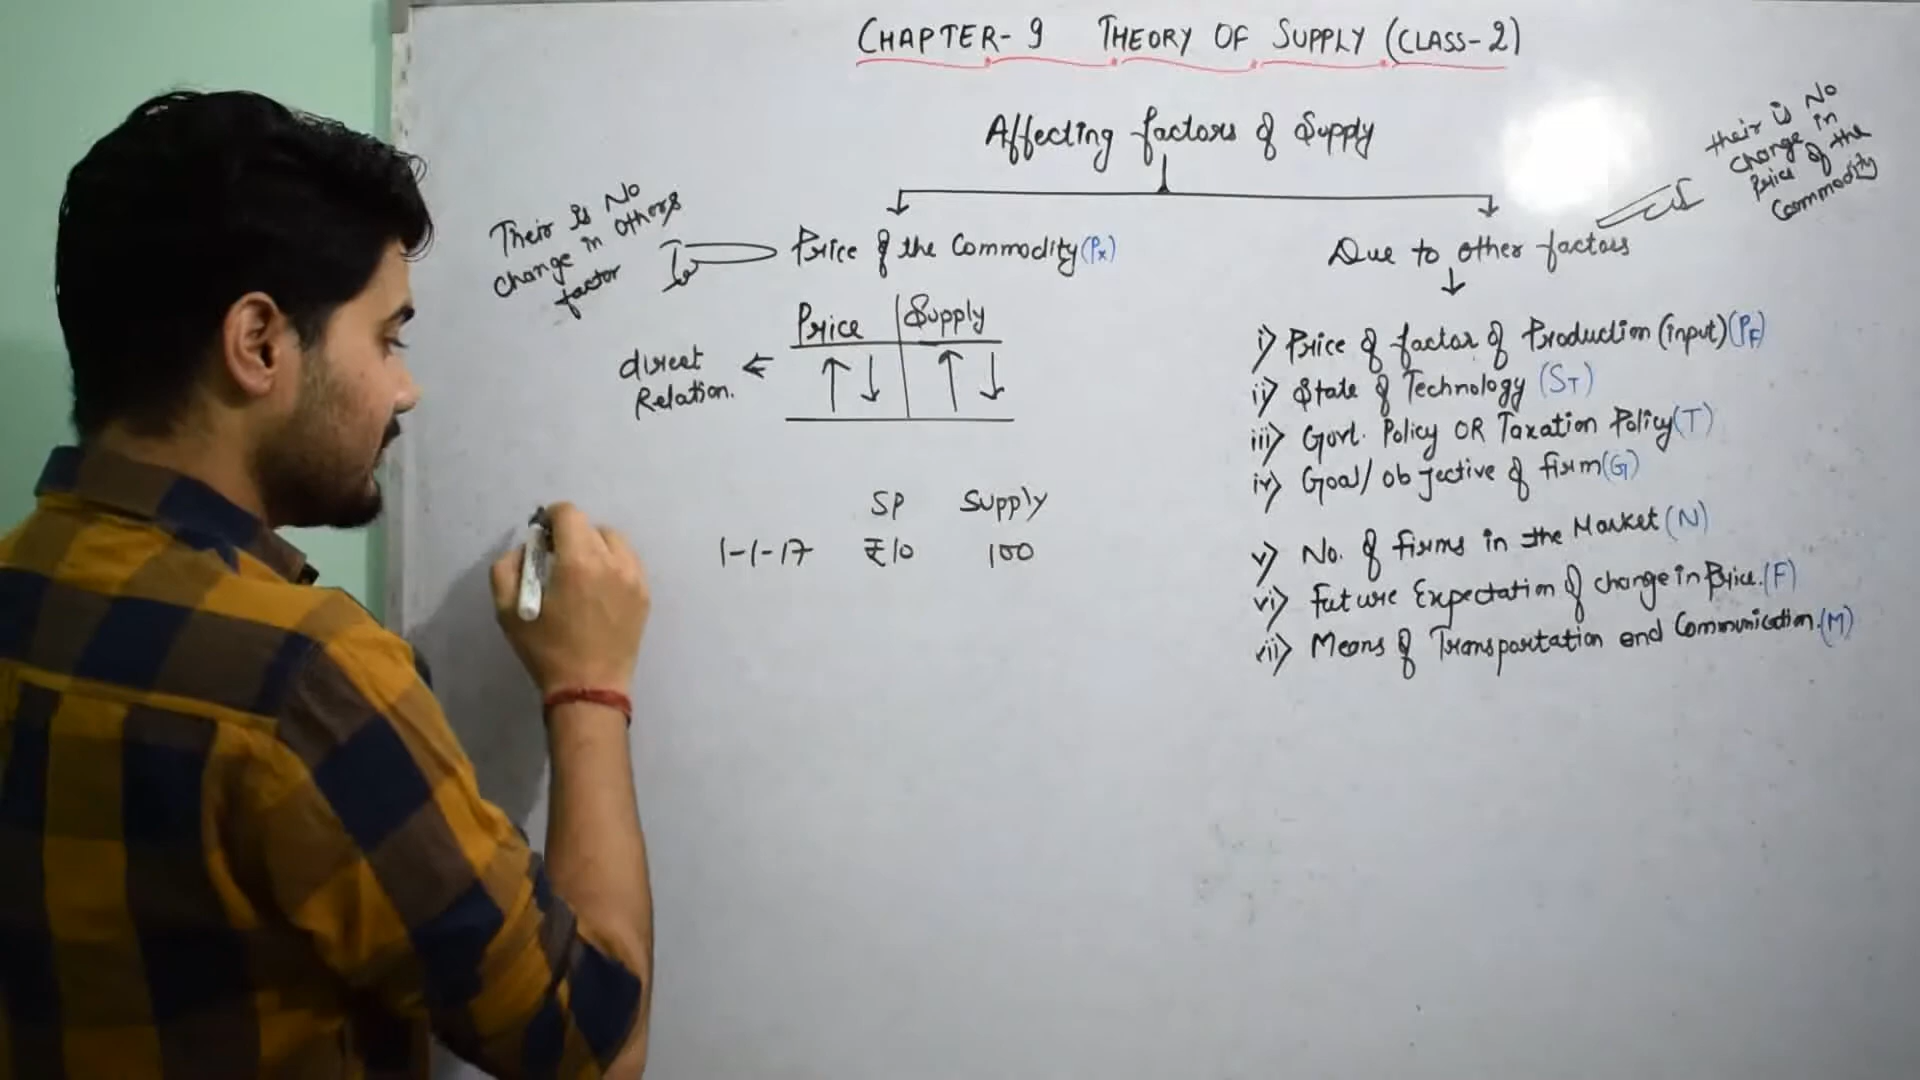 CHAPTER-9 THEORY OF SUPPLY (CLASS-2)
Affecting factors of Supply
Their is No
change in others
factor
Price of the Commodity (Px)
Price Supply
↑ ↓ ↑ ↓
direct
Relation.
SP Supply
1-1-17 ₹10 100
their is No
change in
Price of the
Commodity
Due to other factors
i) Price of factor of Production (input) (PF)
ii) State of Technology (ST)
iii) Govt. Policy OR Taxation Policy (T)
iv) Goal/objective of firm (G)
v) No. of firms in the Market (N)
vi) Future Expectation of change in Price. (F)
vii) Means of Transportation and Communication. (M)